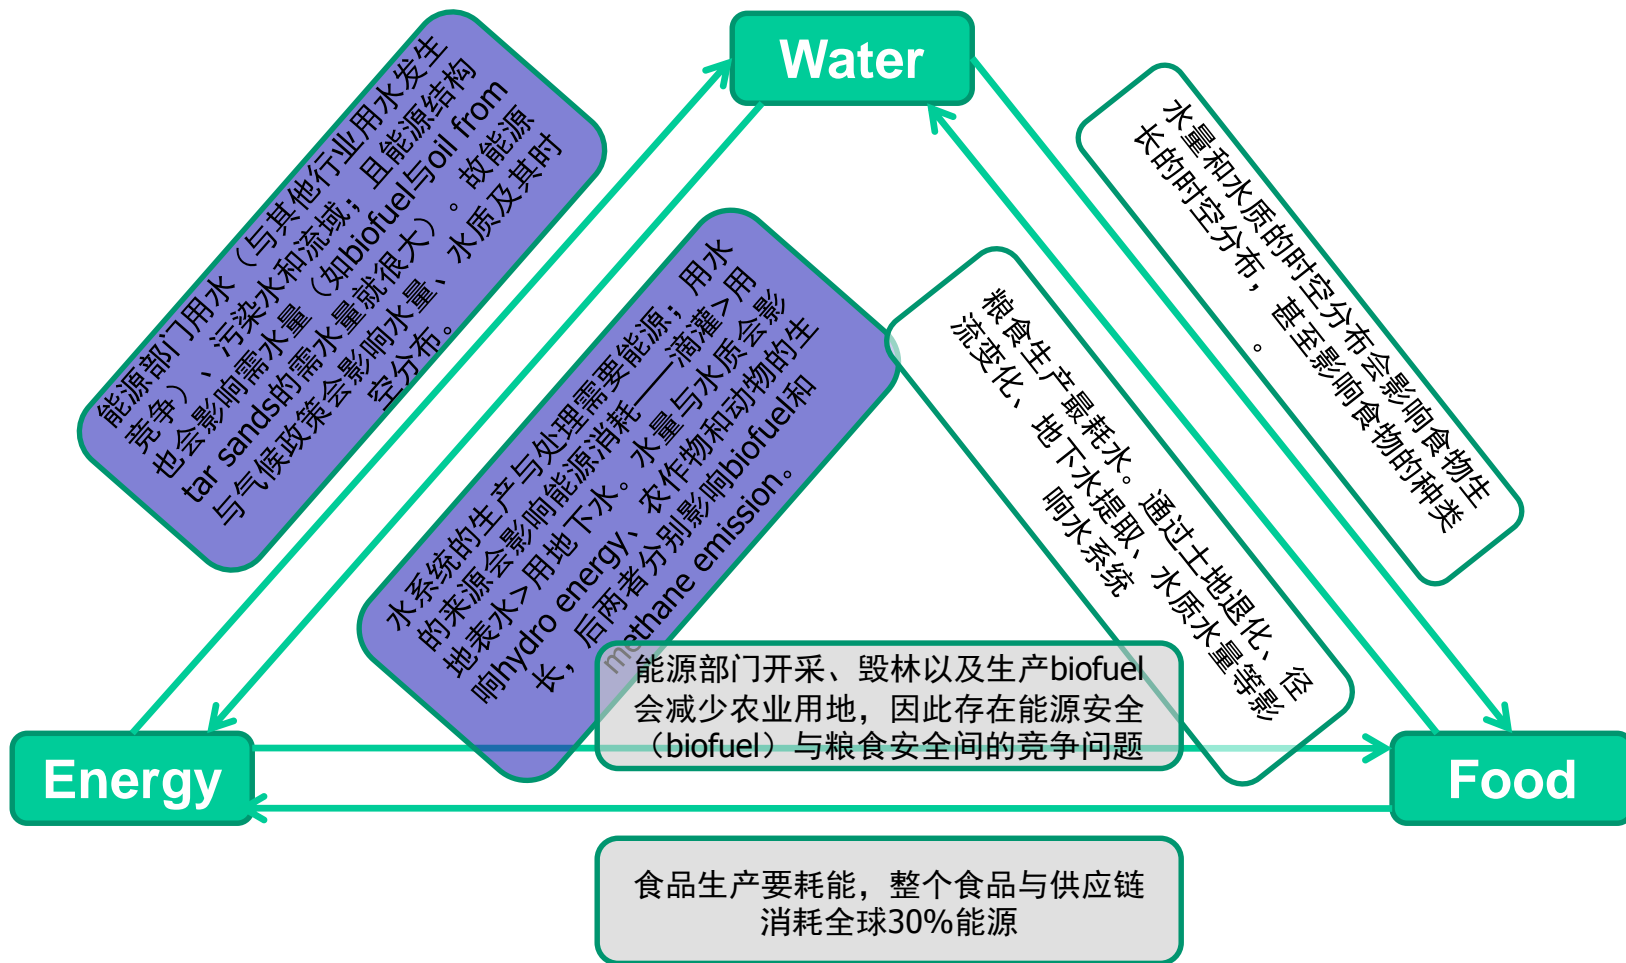 Water
能源部门用水（与其他行业用水发生
竞争）、污染水和流域；且能源结构
也会影响需水量（如biofuel与oil from
tar sands的需水量就很大）。故能源
与气候政策会影响水量、水质及其时
空分布。
水系统的生产与处理需要能源；用水
的来源会影响能源消耗——滴灌>用
地表水>用地下水。水量与水质会影
响hydro energy、农作物和动物的生
长，后两者分别影响biofuel和
methane emission。
水量和水质的时空分布会影响食物生
长的时空分布，甚至影响食物的种类
。
粮食生产最耗水。通过土地退化、径
流变化、地下水提取、水质水量等影
响水系统
能源部门开采、毁林以及生产biofuel
会减少农业用地，因此存在能源安全
（biofuel）与粮食安全间的竞争问题
Energy
Food
食品生产要耗能，整个食品与供应链
消耗全球30%能源